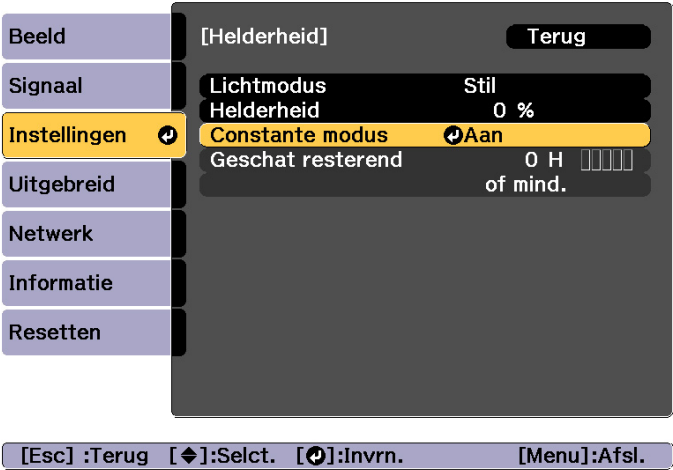 Beeld
Signaal
Instellingen
Uitgebreid
Netwerk
Informatie
Resetten
[Helderheid] Terug
Lichtmodus Stil
Helderheid 0 %
Constante modus Aan
Geschat resterend 0 H
of mind.
[Esc] :Terug [◆]:Selct. [⏎]:Invrn. [Menu]:Afsl.